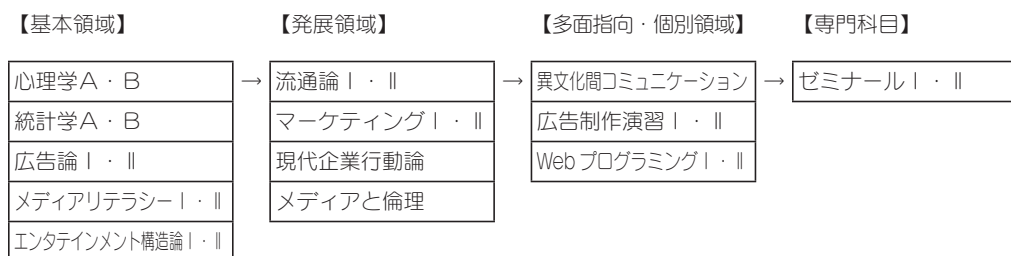 【基本領域】 【発展領域】 【多面指向・個別領域】 【専門科目】
心理学A・B → 流通論Ⅰ・Ⅱ → 異文化間コミュニケーション → ゼミナールⅠ・Ⅱ
統計学A・B マーケティングⅠ・Ⅱ 広告制作演習Ⅰ・Ⅱ
広告論Ⅰ・Ⅱ 現代企業行動論 Web プログラミングⅠ・Ⅱ
メディアリテラシーⅠ・Ⅱ メディアと倫理
エンタテインメント構造論Ⅰ・Ⅱ